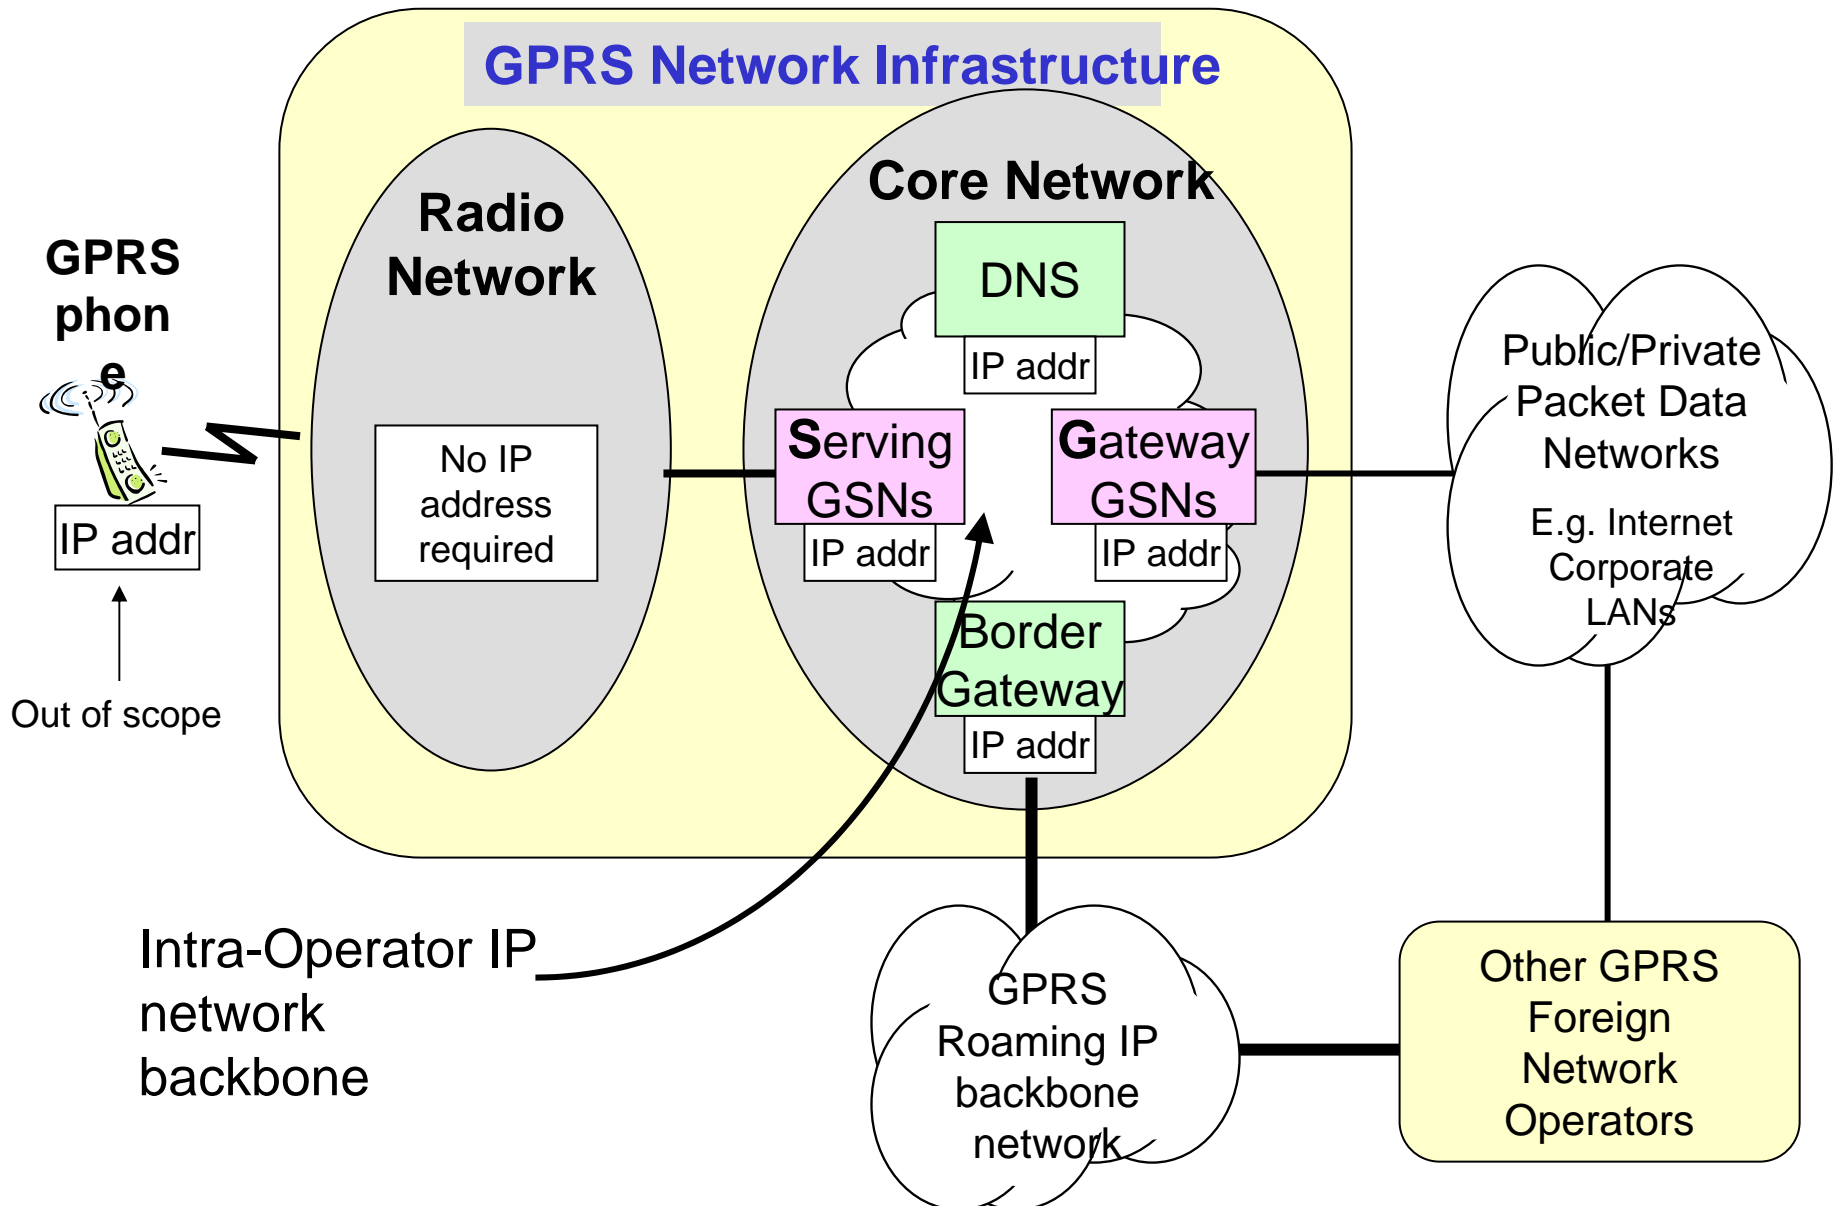 GPRS Network Infrastructure
Core Network
Radio
Network
GPRS
phon
e
IP addr
Out of scope
No IP
address
required
DNS
IP addr
Serving
GSNs
IP addr
Gateway
GSNs
IP addr
Border
Gateway
IP addr
Public/Private
Packet Data
Networks
E.g. Internet
Corporate
LANs
Intra-Operator IP
network
backbone
GPRS
Roaming IP
backbone
network
Other GPRS
Foreign
Network
Operators